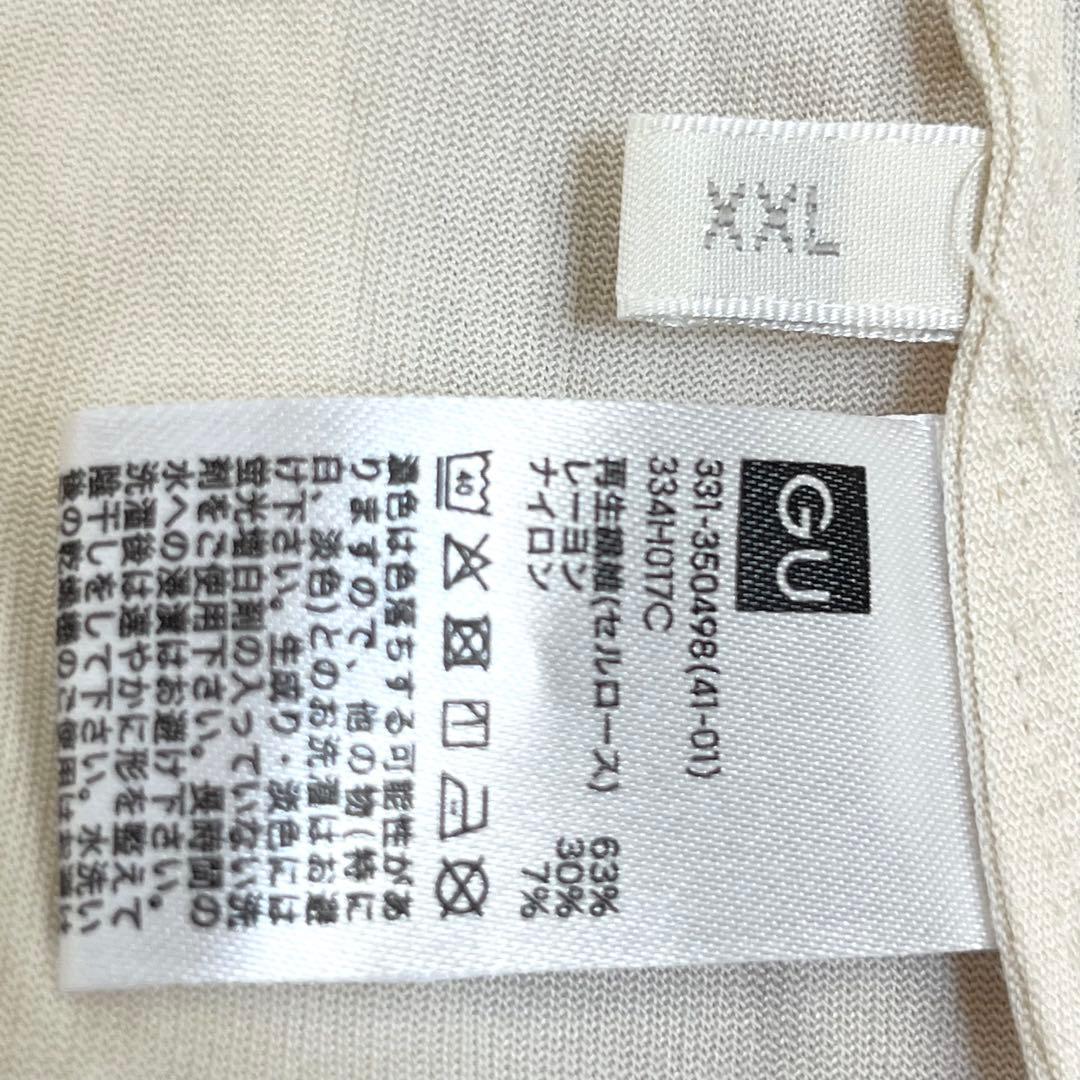 XXL
GU
331-350498(41-01)
334H017C
再生繊維(セルローズ) 63%
レーヨン 30%
ナイロン 7%
40
濃色は色落ちする可能性があ
りますので、他の物(特に
白、淡色)とのお洗濯はお避
け下さい。生成り・淡色には
蛍光増白剤の入っていない洗
剤をご使用下さい。長時間の
水への浸漬はお避け下さい。
洗濯後は速やかに形を整えて
陰干しをして下さい。水洗い
後の乾燥機のご使用はお避け